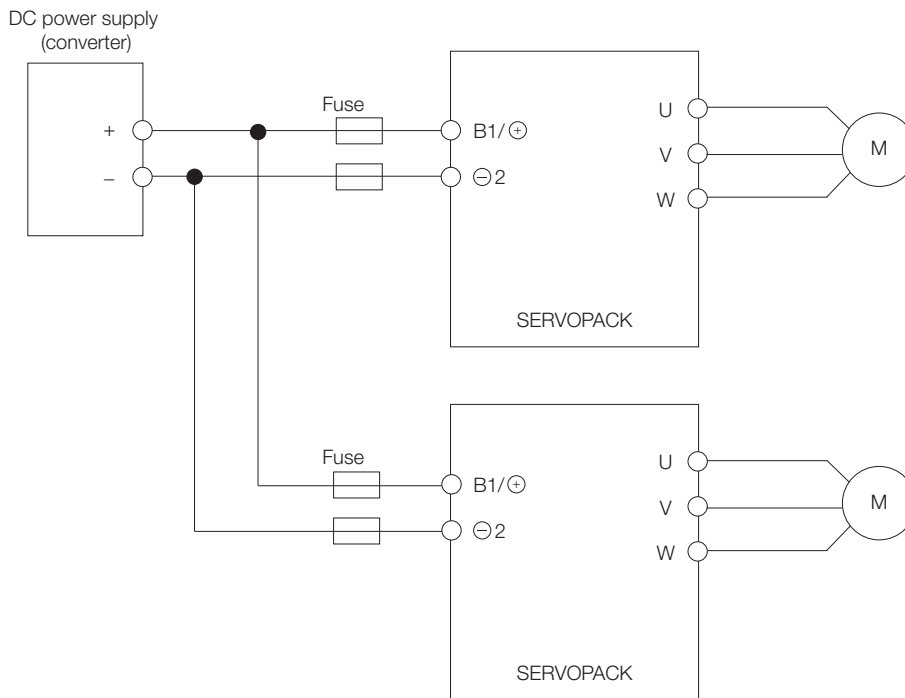 DC power supply
(converter)
+
–
Fuse
B1/⊕
⊖2
U
V
W
M
SERVOPACK
Fuse
B1/⊕
⊖2
U
V
W
M
SERVOPACK